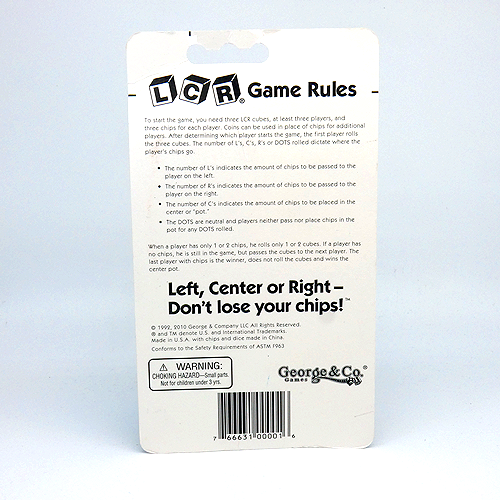 LCR® Game Rules
To start the game, you need three LCR cubes, at least three players, and
three chips for each player. Coins can be used in place of chips for additional
players. After determining which player starts the game, the first player rolls
the three cubes. The number of L's, C's, R's or DOTS rolled dictate where the
player's chips go.
• The number of L's indicates the amount of chips to be passed to the
player on the left.
• The number of R's indicates the amount of chips to be passed to the
player on the right.
• The number of C's indicates the amount of chips to be placed in the
center or "pot."
• The DOTS are neutral and players neither pass nor place chips in the
pot for any DOTS rolled.
When a player has only 1 or 2 chips, he rolls only 1 or 2 cubes. If a player has
no chips, he is still in the game, but passes the cubes to the next player. The
last player with chips is the winner, does not roll the cubes and wins the
center pot.
Left, Center or Right–
Don't lose your chips!™
© 1992, 2010 George & Company LLC All Rights Reserved.
® and TM denote U.S. and International Trademarks.
Made in U.S.A. with chips and dice made in China.
Conforms to the Safety Requirements of ASTM F963
⚠ WARNING:
CHOKING HAZARD—Small parts.
Not for children under 3 yrs.
George & Co.®
Games
7 66631 00001 6